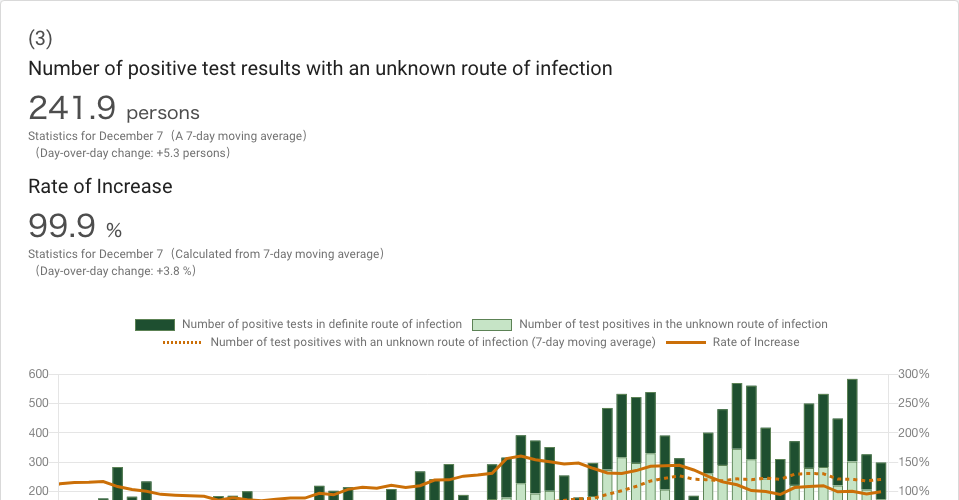 (3)
Number of positive test results with an unknown route of infection
241.9 persons
Statistics for December 7（A 7-day moving average）
（Day-over-day change: +5.3 persons）
Rate of Increase
99.9 %
Statistics for December 7（Calculated from 7-day moving average）
（Day-over-day change: +3.8 %）
Number of positive tests in definite route of infection Number of test positives in the unknown route of infection
Number of test positives with an unknown route of infection (7-day moving average) Rate of Increase
600 300%
500 250%
400 200%
300 150%
200 100%